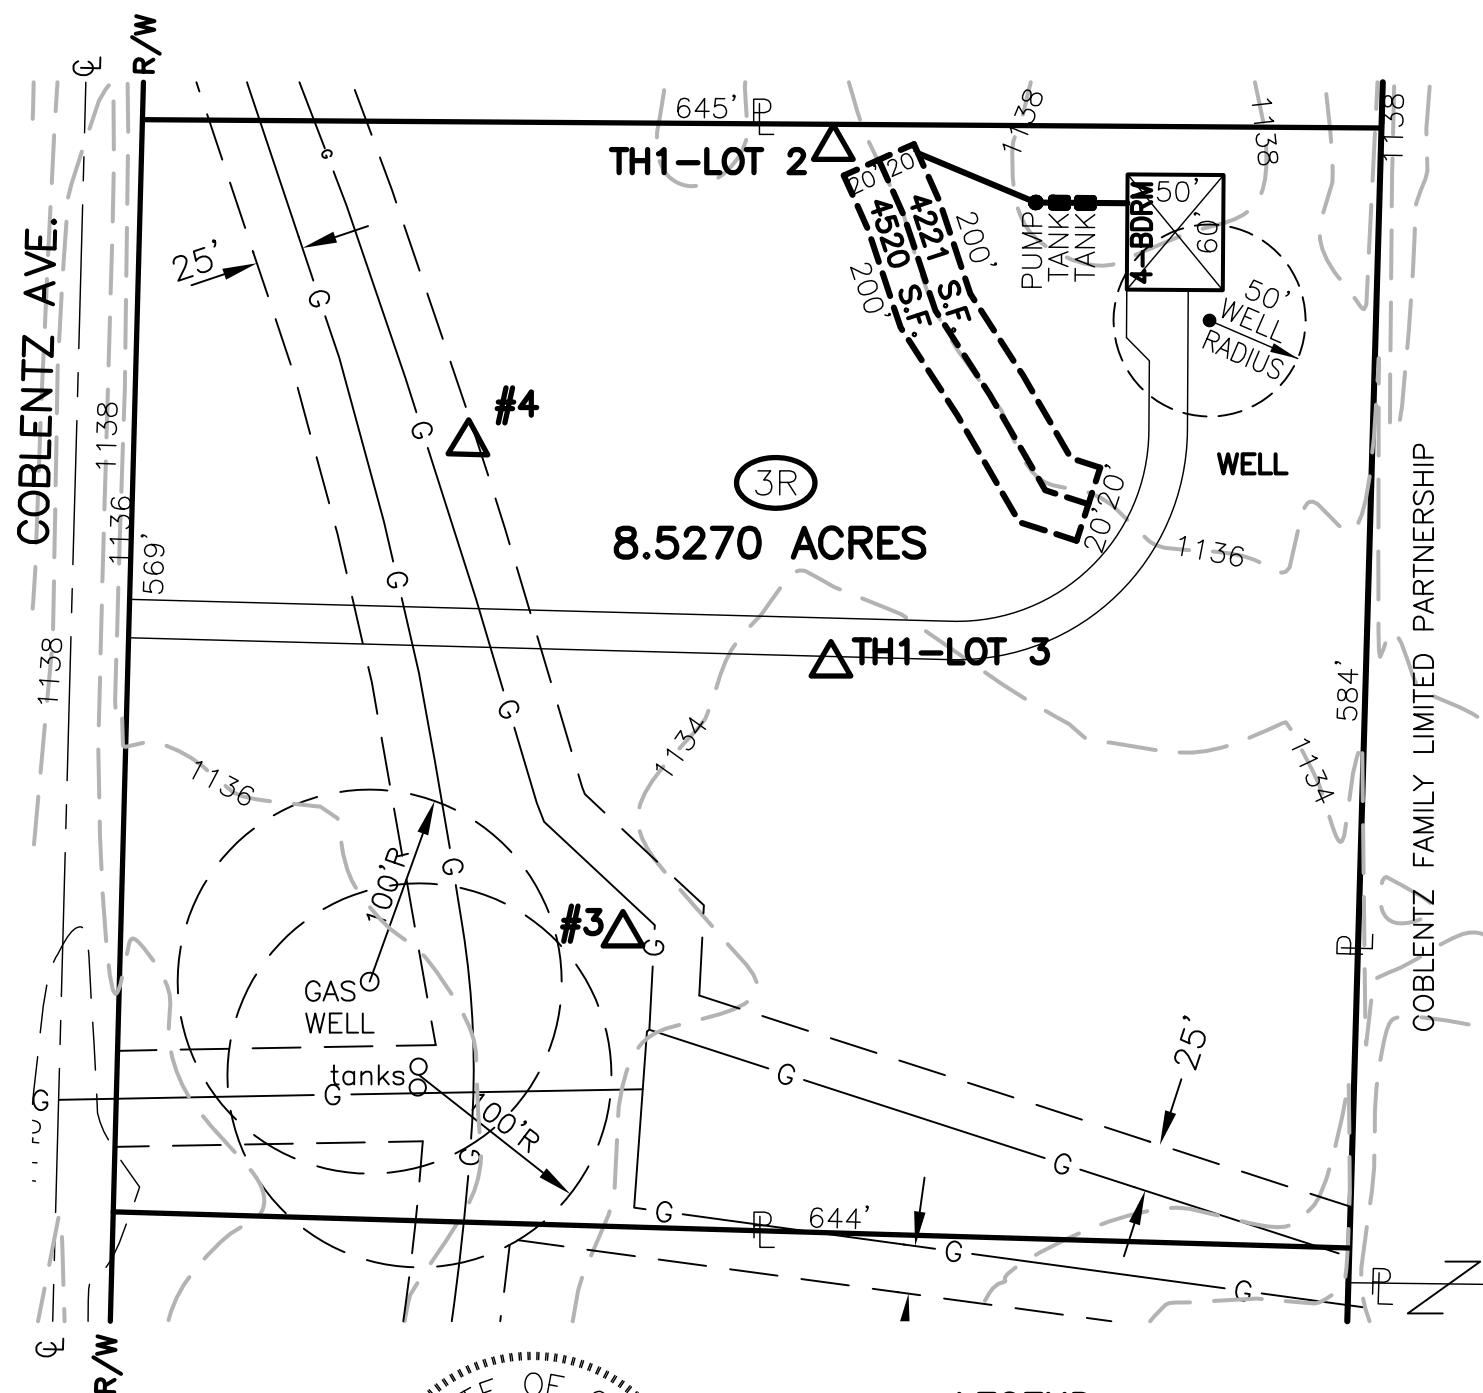 R/W
645'
1138
1138
1138
TH1-LOT 2
20'
20'
4520 S.F.
4221 S.F.
200'
200'
PUMP
TANK
TANK
4-BDRM
50'
60'
50'
WELL
RADIUS
WELL
COBLENTZ AVE.
25'
G
G
G
G
#4
3R
8.5270 ACRES
1138
1136
569'
1138
20'
20'
1136
TH1-LOT 3
G
G
584'
COBLENTZ FAMILY LIMITED PARTNERSHIP
1134
1134
1136
100'R
G
#3
G
GAS
WELL
tanks
G
G
100'R
G
G
G
25'
G
644'
G
G
R/W
OF